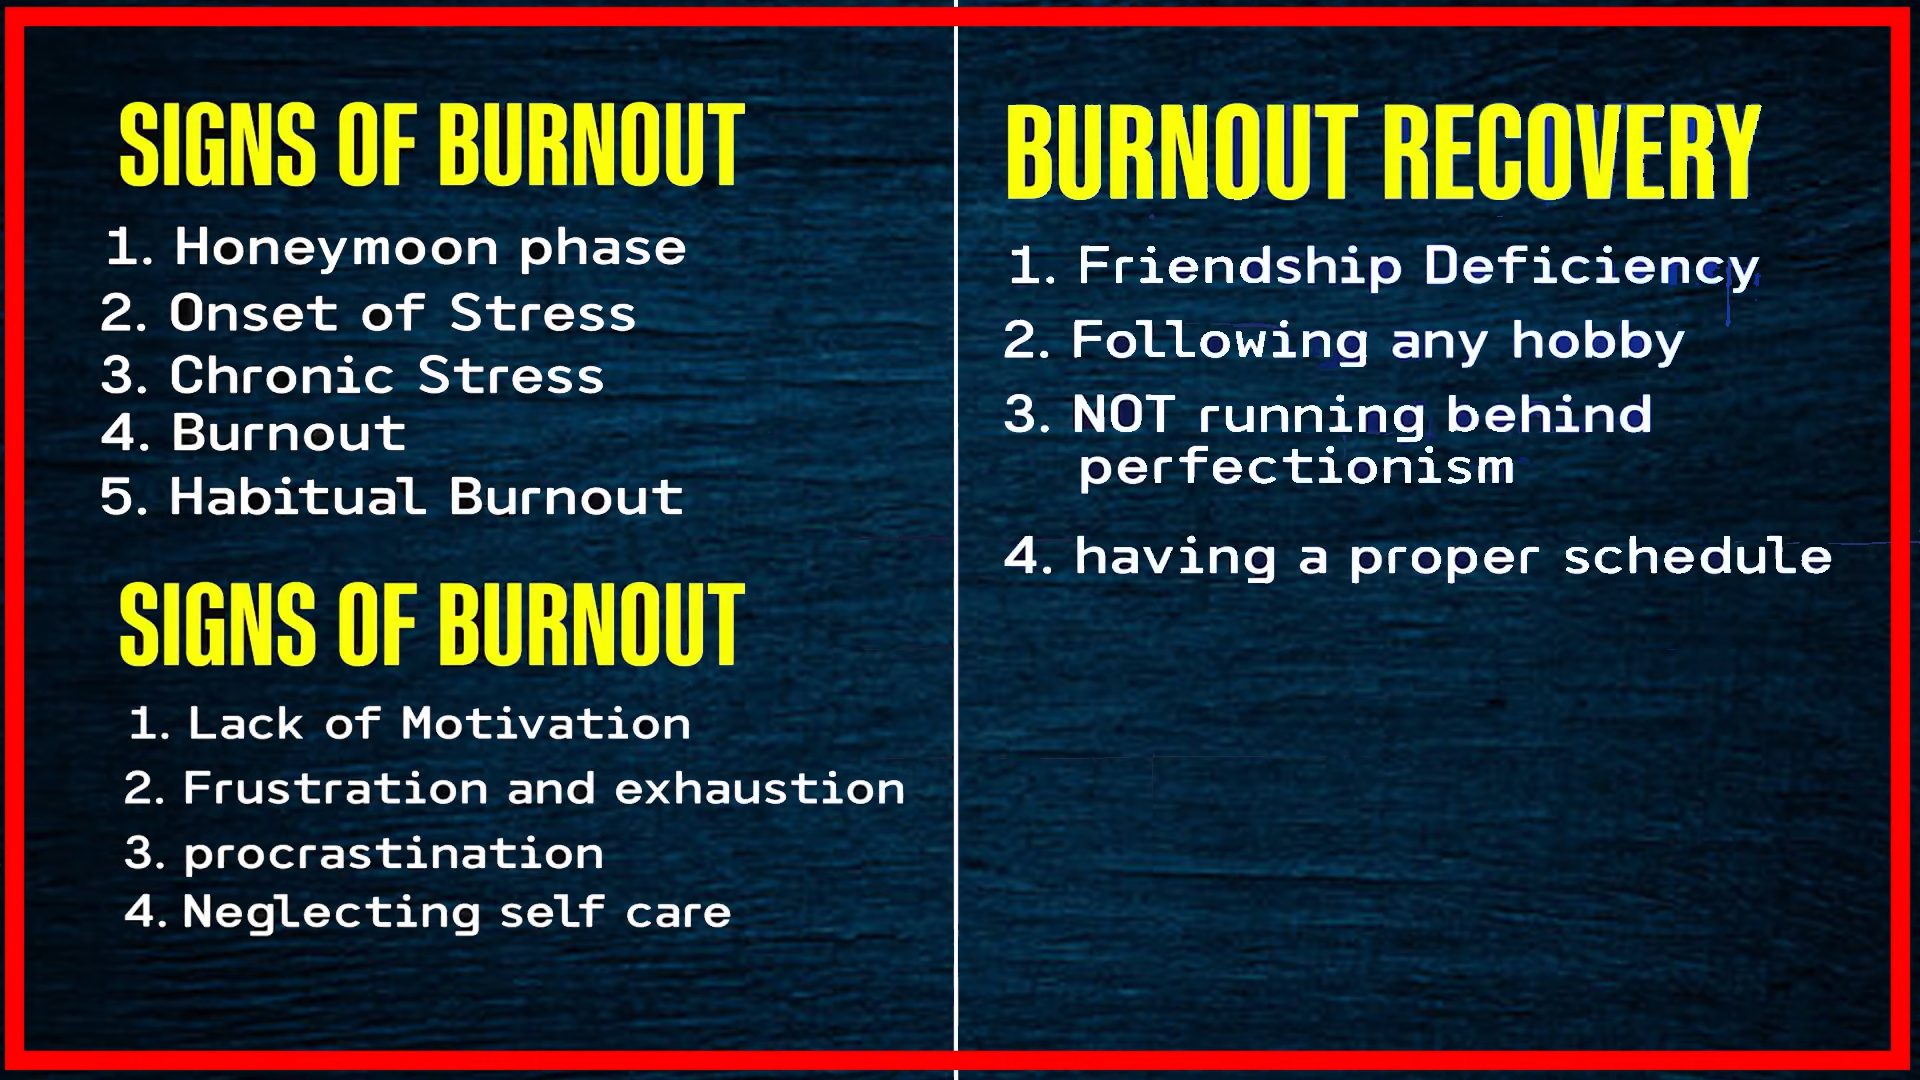 SIGNS OF BURNOUT
1. Honeymoon phase
2. Onset of Stress
3. Chronic Stress
4. Burnout
5. Habitual Burnout
SIGNS OF BURNOUT
1. Lack of Motivation
2. Frustration and exhaustion
3. procrastination
4. Neglecting self care
BURNOUT RECOVERY
1. Friendship Deficiency
2. Following any hobby
3. NOT running behind
perfectionism
4. having a proper schedule